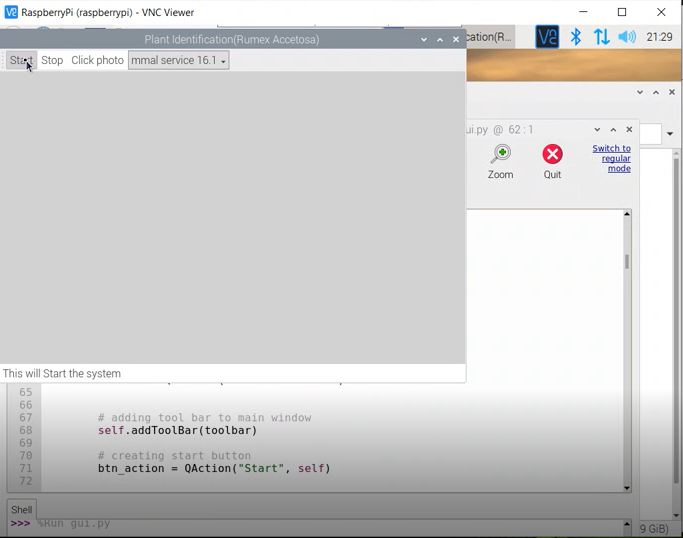 RaspberryPi (raspberrypi) - VNC Viewer
Plant Identification(Rumex Accetosa)
cation(R...
21:29
Start Stop Click photo mmal service 16.1
ui.py @ 62 : 1
Zoom
Quit
Switch to
regular
mode
This will Start the system
65
66
67 # adding tool bar to main window
68 self.addToolBar(toolbar)
69
70 # creating start button
71 btn_action = QAction("Start", self)
72
Shell
>>> %Run gui.py
9 GiB)